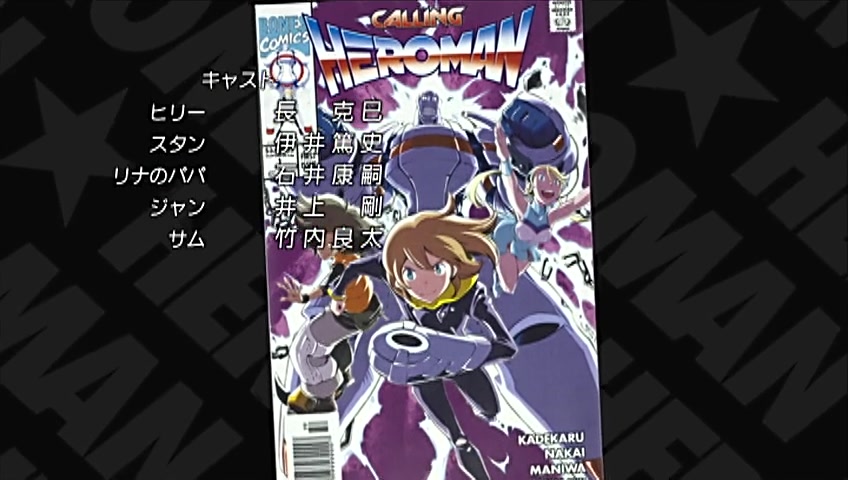 CALLING
HEROMAN
BONES
COMICS
キャスト
ヒリー 長 克巳
スタン 伊井篤史
リナのパパ 石井康嗣
ジャン 井上 剛
サム 竹内良太
KADEKARU
NAKAI
MANIWA